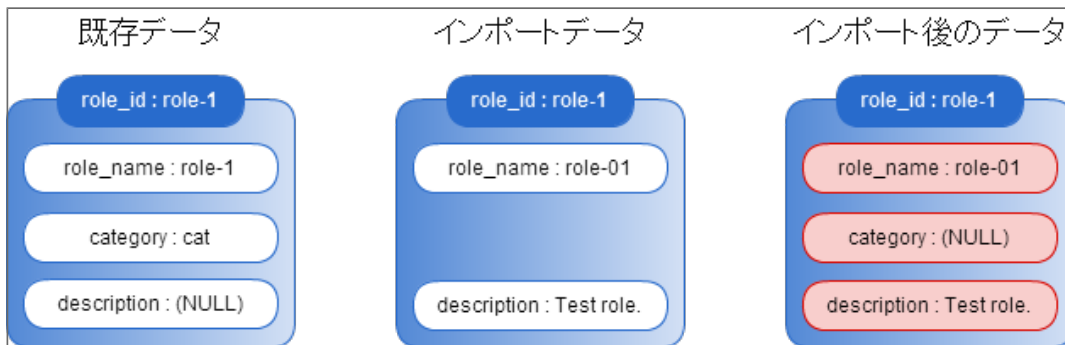 既存データ
インポートデータ
インポート後のデータ
role_id : role-1
role_id : role-1
role_id : role-1
role_name : role-1
role_name : role-01
role_name : role-01
category : cat
category : (NULL)
description : (NULL)
description : Test role.
description : Test role.